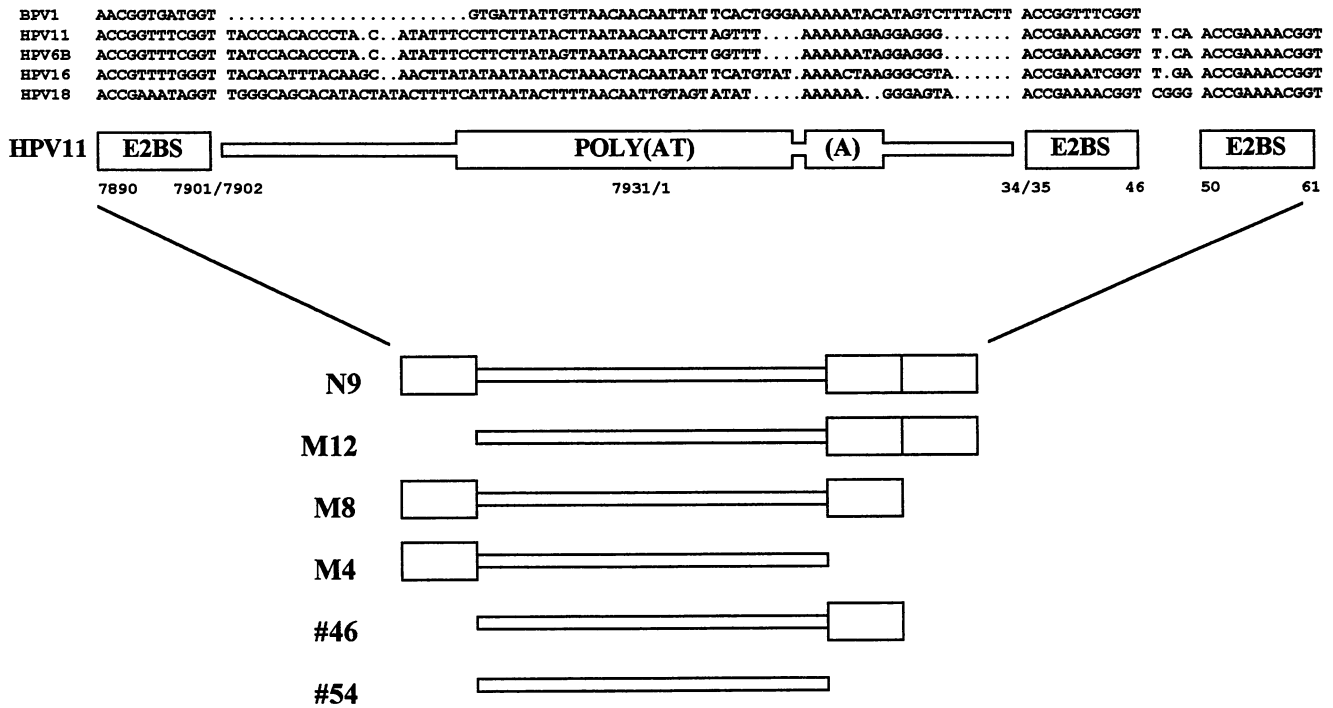 BPV1 AACGGTGATGGT ........................GTGATTATTGTTAACAACAATTATTCACTGGGAAAAAATACATAGTCTTTACTT ACCGGTTTCGGT
HPV11 ACCGGTTTCGGT TACCCACACCCTA.C..ATATTTCCTTCTTATACTTAATAACAATCTTAGTTT....AAAAAAGAGGAGGG....... ACCGAAAACGGT T.CA ACCGAAAACGGT
HPV6B ACCGGTTTCGGT TATCCACACCCTA.C..ATATTTCCTTCTTATAGTTAATAACAATCTTGGTTT....AAAAAATAGGAGGG....... ACCGAAAACGGT T.CA ACCGAAAACGGT
HPV16 ACCGTTTTGGGT TACACATTTACAAGC..AACTTATATAATAATACTAAACTACAATAATTCATGTAT.AAAACTAAGGGCGTA...... ACCGAAATCGGT T.GA ACCGAAACCGGT
HPV18 ACCGAAATAGGT TGGGCAGCACATACTATACTTTTCATTAATACTTTTAACAATTGTAGTATAT.....AAAAAA..GGGAGTA...... ACCGAAAACGGT CGGG ACCGAAAACGGT
HPV11 E2BS POLY(AT) (A) E2BS E2BS
7890 7901/7902 7931/1 34/35 46 50 61
N9
M12
M8
M4
#46
#54